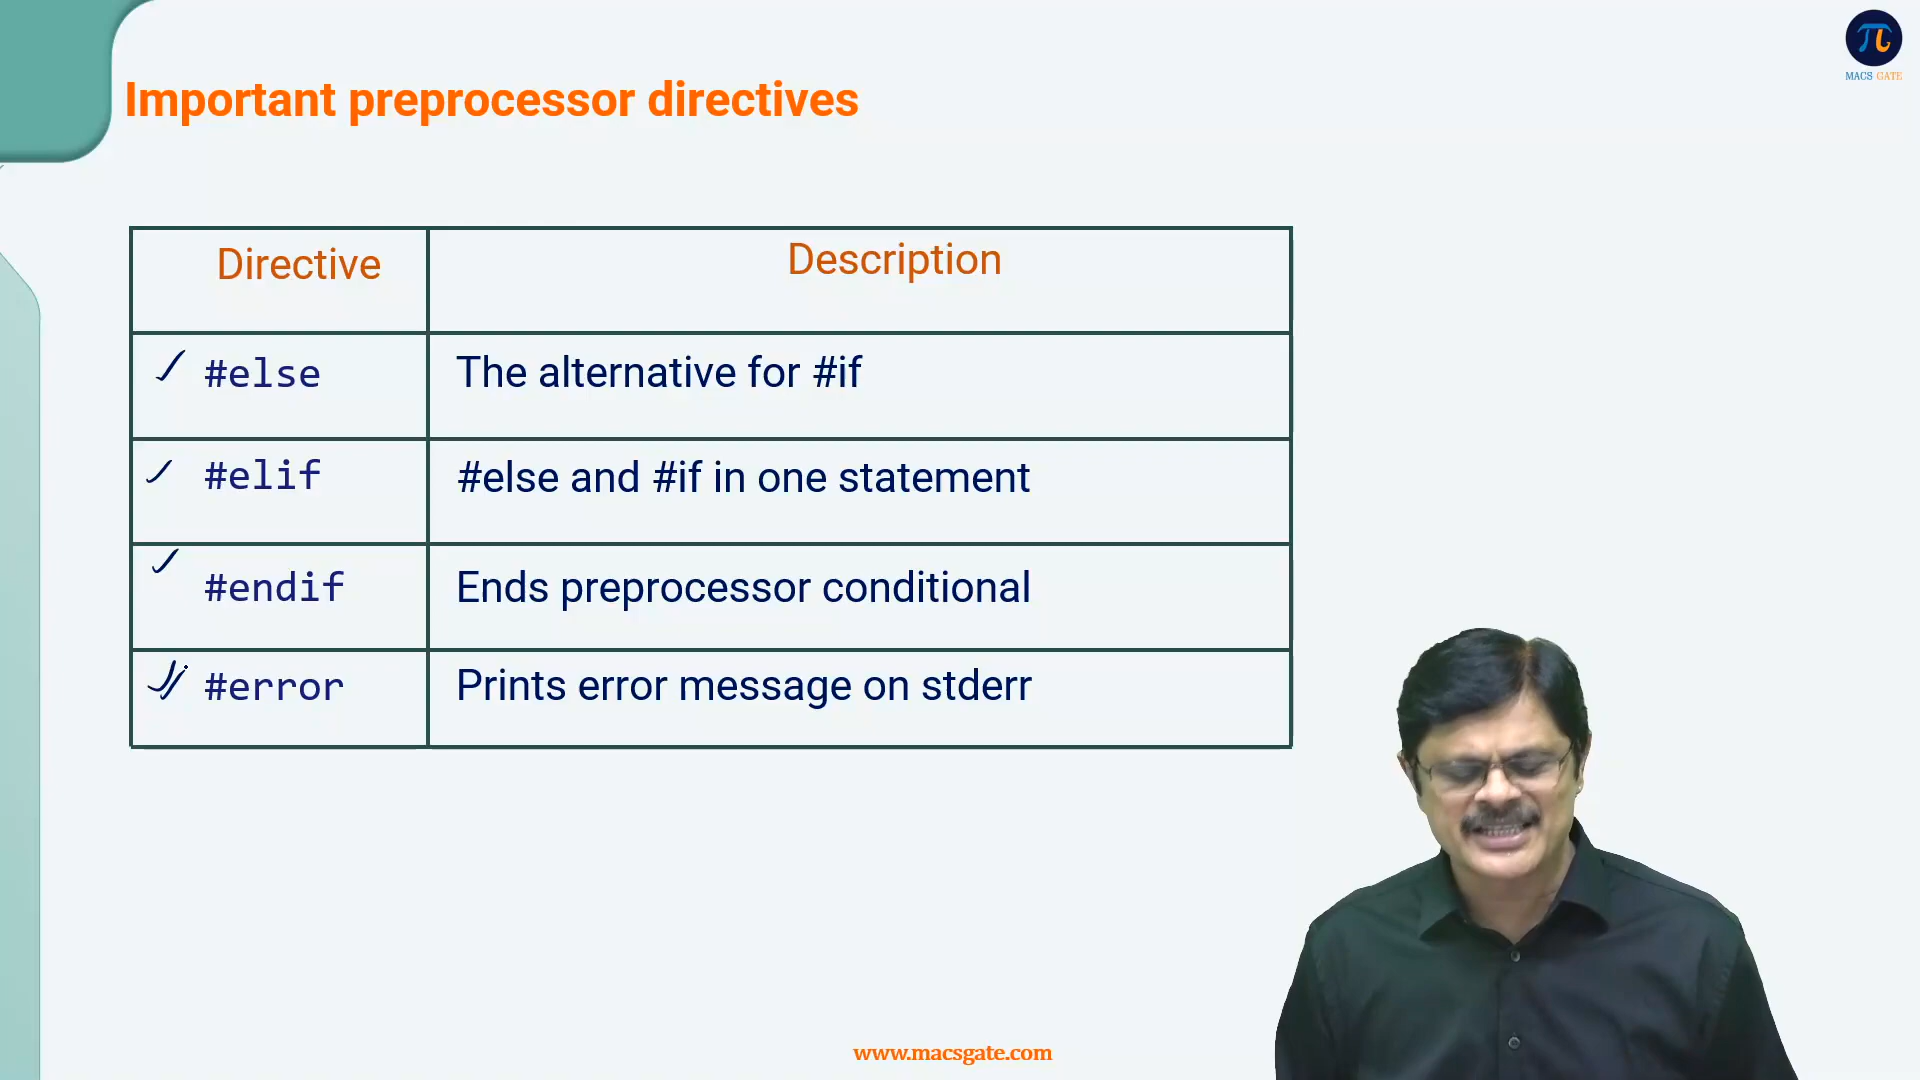 MACS GATE
Important preprocessor directives
Directive Description
#else The alternative for #if
#elif #else and #if in one statement
#endif Ends preprocessor conditional
#error Prints error message on stderr
www.macsgate.com